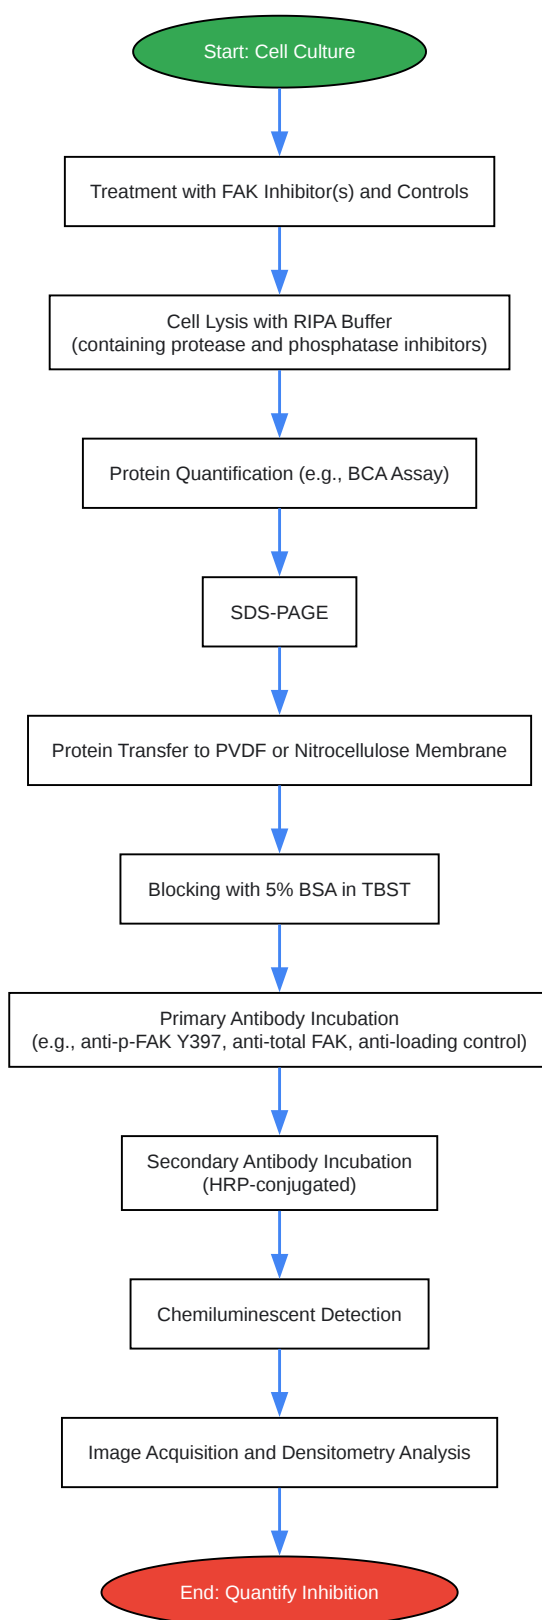 Start: Cell Culture
Treatment with FAK Inhibitor(s) and Controls
Cell Lysis with RIPA Buffer
(containing protease and phosphatase inhibitors)
Protein Quantification (e.g., BCA Assay)
SDS-PAGE
Protein Transfer to PVDF or Nitrocellulose Membrane
Blocking with 5% BSA in TBST
Primary Antibody Incubation
(e.g., anti-p-FAK Y397, anti-total FAK, anti-loading control)
Secondary Antibody Incubation
(HRP-conjugated)
Chemiluminescent Detection
Image Acquisition and Densitometry Analysis
End: Quantify Inhibition